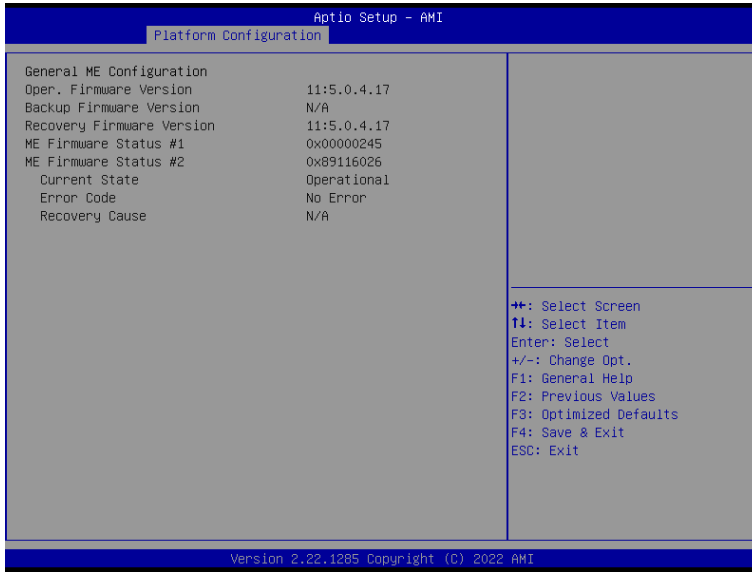 Aptio Setup – AMI
Platform Configuration
General ME Configuration
Oper. Firmware Version 11:5.0.4.17
Backup Firmware Version N/A
Recovery Firmware Version 11:5.0.4.17
ME Firmware Status #1 0x00000245
ME Firmware Status #2 0x89116026
Current State Operational
Error Code No Error
Recovery Cause N/A
→←: Select Screen
↑↓: Select Item
Enter: Select
+/-: Change Opt.
F1: General Help
F2: Previous Values
F3: Optimized Defaults
F4: Save & Exit
ESC: Exit
Version 2.22.1285 Copyright (C) 2022 AMI